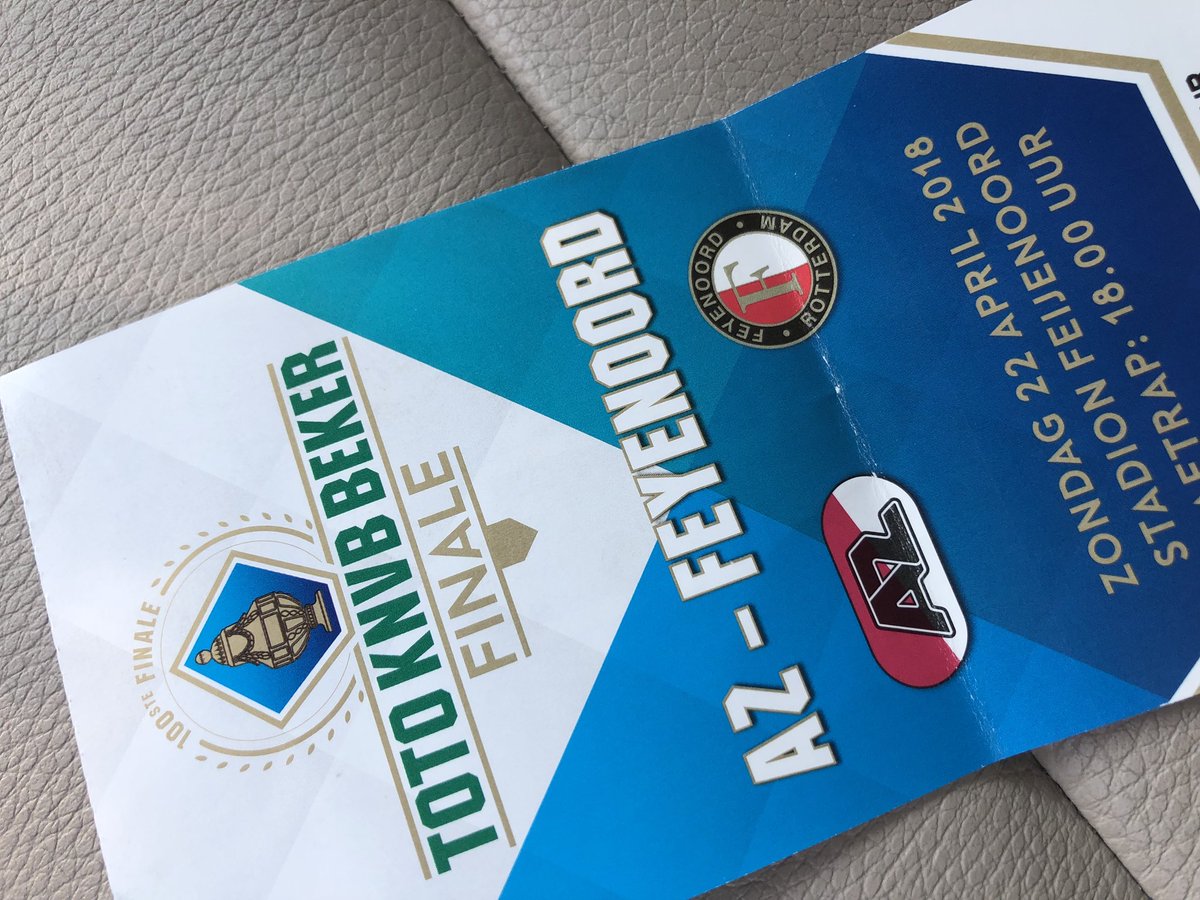 100STE FINALE
TOTO KNVB BEKER
FINALE
AZ - FEYENOORD
FEYENOORD • ROTTERDAM •
F
AZ
ZONDAG 22 APRIL 2018
STADION FEIJENOORD
AFTRAP: 18.00 UUR